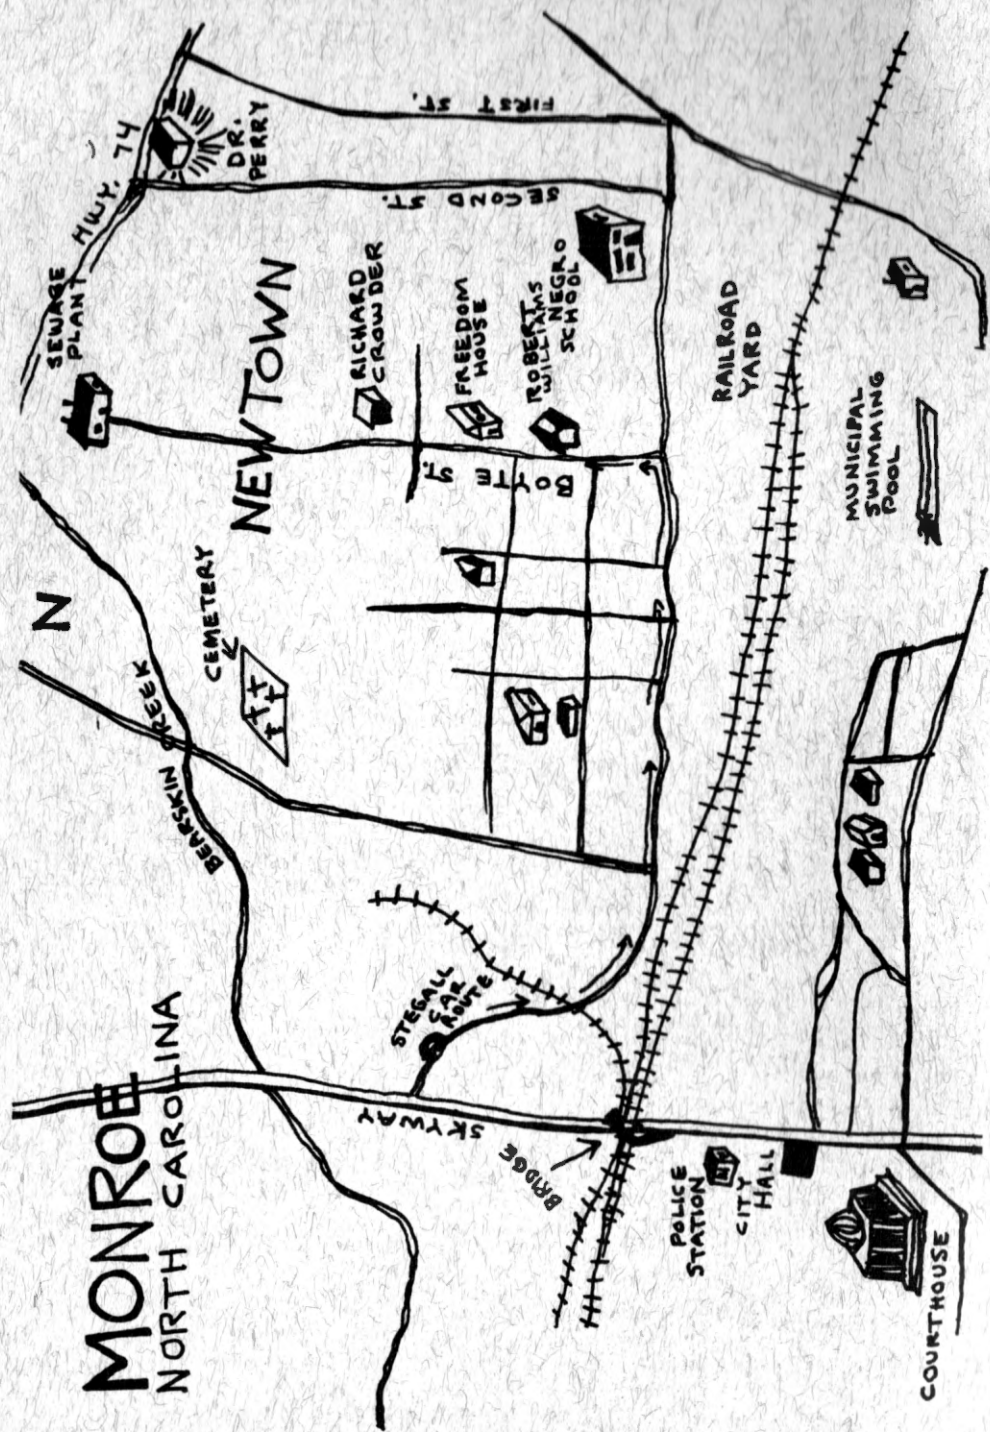 MONROE
NORTH CAROLINA
N
HWY. 74
SEWAGE
PLANT
DR.
PERRY
FIRST ST.
SECOND ST.
NEWTOWN
RICHARD
CROWDER
FREEDOM
HOUSE
ROBERT
WILLIAMS
NEGRO
SCHOOL
BOYTE ST.
CEMETERY
BEARSKIN CREEK
STEGALL
CAR
ROUTE
SKYWAY
BRIDGE
RAILROAD
YARD
MUNICIPAL
SWIMMING
POOL
POLICE
STATION
CITY
HALL
COURTHOUSE